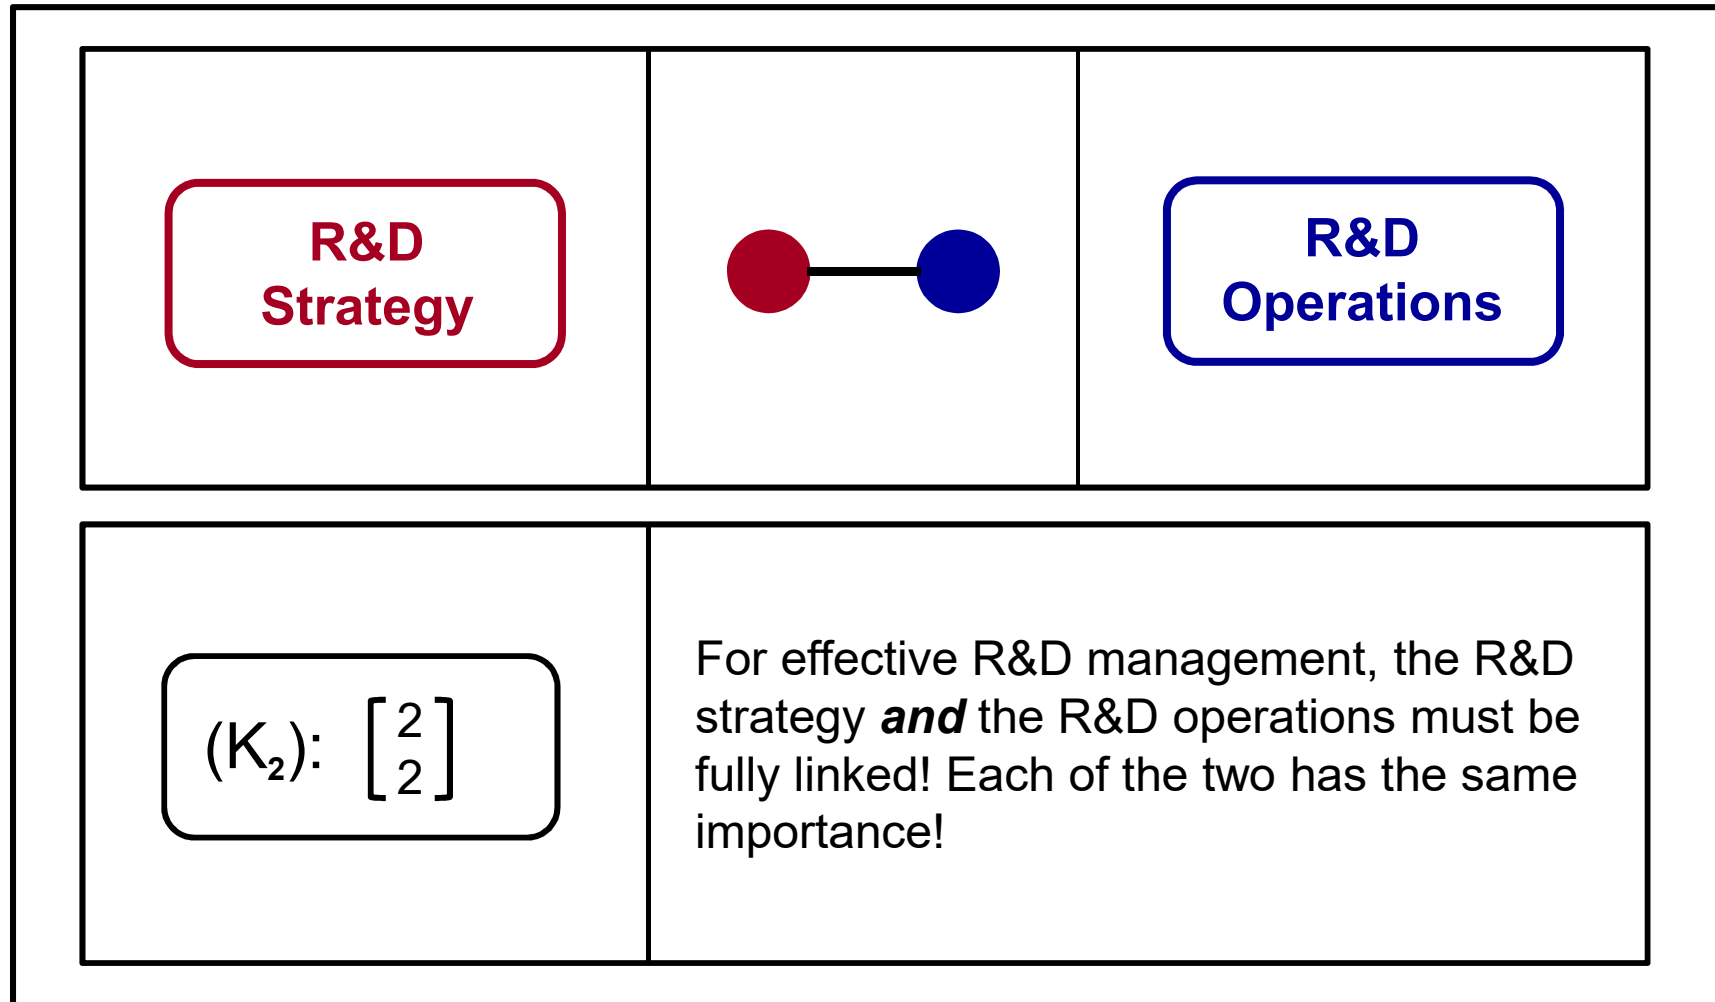 R&D
Strategy
R&D
Operations
(K₂): [2
2]
For effective R&D management, the R&D
strategy and the R&D operations must be
fully linked! Each of the two has the same
importance!